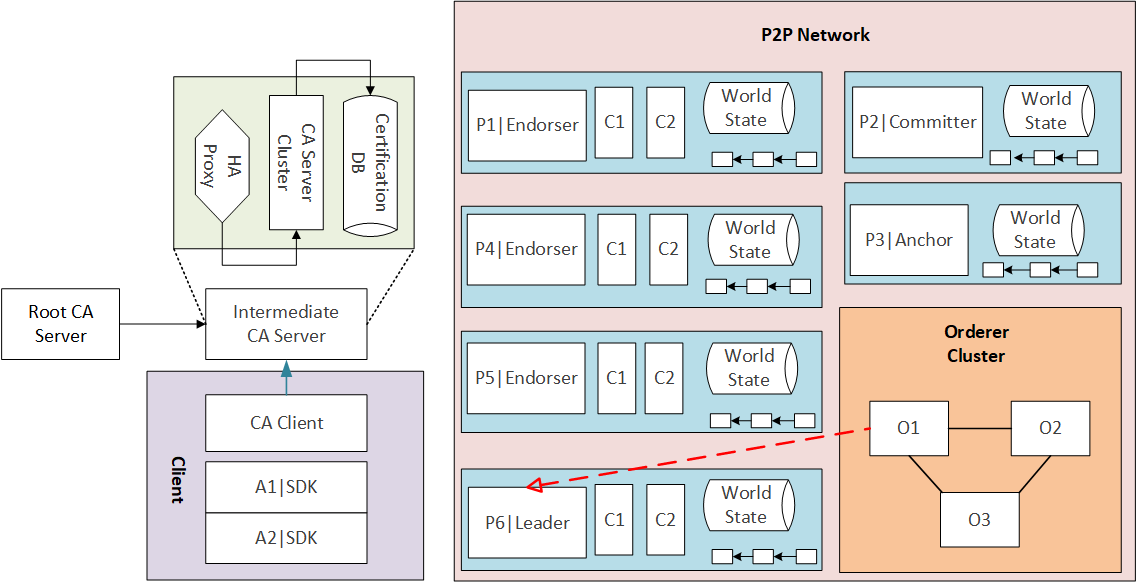 HA
Proxy
CA Server
Cluster
Certification
DB
Root CA
Server
Intermediate
CA Server
Client
CA Client
A1|SDK
A2|SDK
P2P Network
P1|Endorser
C1
C2
World
State
P2|Committer
World
State
P4|Endorser
C1
C2
World
State
P3|Anchor
World
State
P5|Endorser
C1
C2
World
State
P6|Leader
C1
C2
World
State
Orderer
Cluster
O1
O2
O3